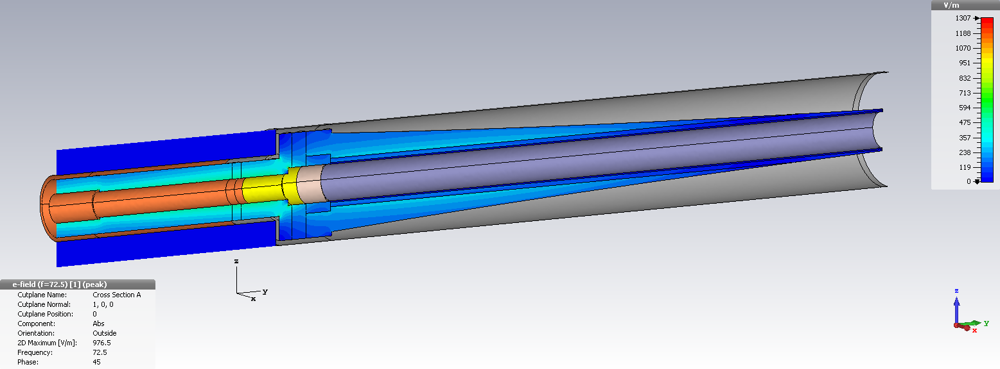 V/m
1307
1188
1070
951
832
713
594
475
357
238
119
0
z
y
x
e-field (f=72.5) [1] (peak)
Cutplane Name: Cross Section A
Cutplane Normal: 1, 0, 0
Cutplane Position: 0
Component: Abs
Orientation: Outside
2D Maximum [V/m]: 976.5
Frequency: 72.5
Phase: 45
z
y
x